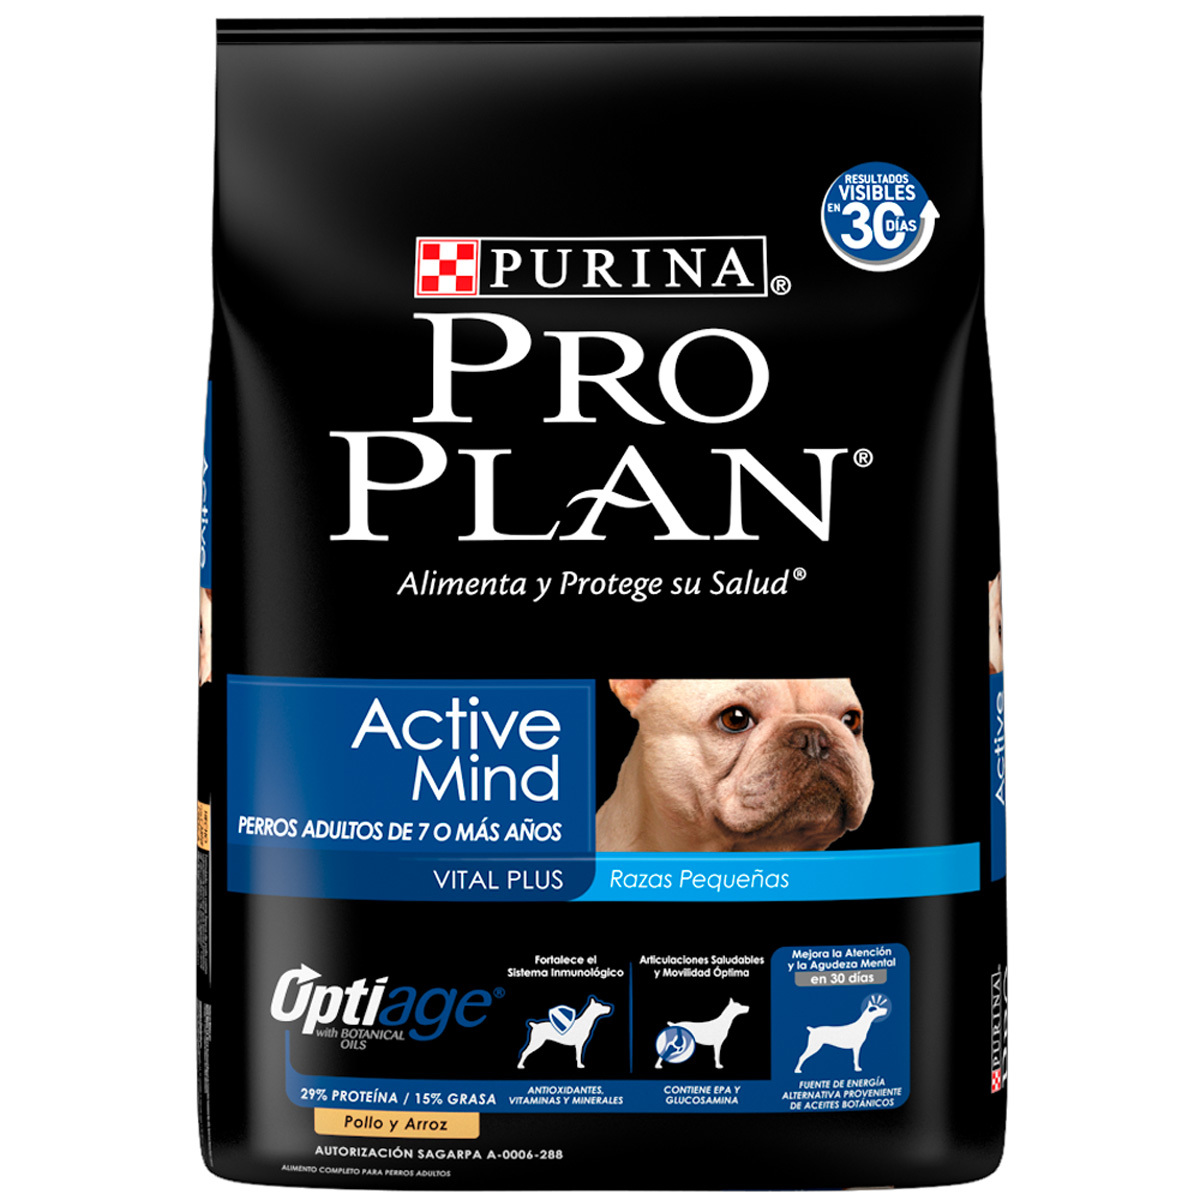 RESULTADOS
VISIBLES
EN 30 DÍAS
PURINA®
PRO
PLAN®
Alimenta y Protege su Salud®
Active
Mind
PERROS ADULTOS DE 7 O MÁS AÑOS
VITAL PLUS
Razas Pequeñas
Optiage®
with BOTANICAL
OILS
Fortalece el
Sistema Inmunológico
ANTIOXIDANTES,
VITAMINAS Y MINERALES
Articulaciones Saludables
y Movilidad Óptima
CONTIENE EPA Y
GLUCOSAMINA
Mejora la Atención
y la Agudeza Mental
en 30 días
FUENTE DE ENERGÍA
ALTERNATIVA PROVENIENTE
DE ACEITES BOTÁNICOS
29% PROTEÍNA / 15% GRASA
Pollo y Arroz
AUTORIZACIÓN SAGARPA A-0006-288
ALIMENTO COMPLETO PARA PERROS ADULTOS
Active
PURINA